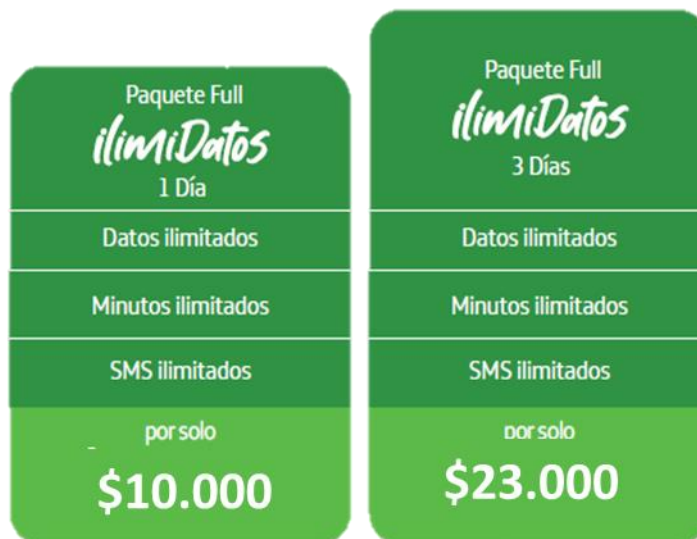 Paquete Full
ilimiDatos
1 Día
Datos ilimitados
Minutos ilimitados
SMS ilimitados
por solo
$10.000
Paquete Full
ilimiDatos
3 Días
Datos ilimitados
Minutos ilimitados
SMS ilimitados
por solo
$23.000